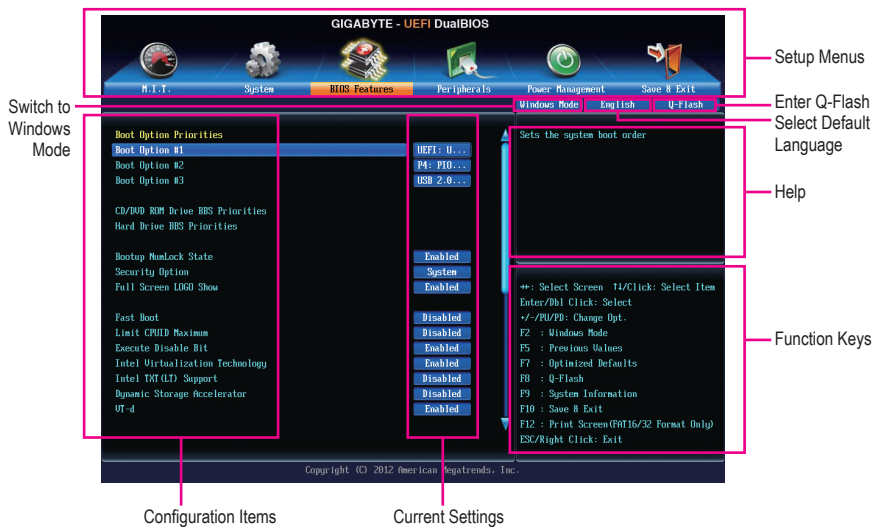 GIGABYTE - UEFI DualBIOS
Setup Menus
M.I.T. System BIOS Features Peripherals Power Management Save & Exit
Switch to Windows Mode
Windows Mode English Q-Flash
Enter Q-Flash
Select Default Language
Boot Option Priorities
Boot Option #1 UEFI: U...
Boot Option #2 P4: PIO...
Boot Option #3 USB 2.0...
CD/DVD ROM Drive BBS Priorities
Hard Drive BBS Priorities
Bootup NumLock State Enabled
Security Option System
Full Screen LOGO Show Enabled
Fast Boot Disabled
Limit CPUID Maximum Disabled
Execute Disable Bit Enabled
Intel Virtualization Technology Enabled
Intel TXT(LT) Support Disabled
Dynamic Storage Accelerator Disabled
VT-d Enabled
Sets the system boot order
Help
→←: Select Screen ↑↓/Click: Select Item
Enter/Dbl Click: Select
+/-/PU/PD: Change Opt.
F2 : Windows Mode
F5 : Previous Values
F7 : Optimized Defaults
F8 : Q-Flash
F9 : System Information
F10 : Save & Exit
F12 : Print Screen(FAT16/32 Format Only)
ESC/Right Click: Exit
Function Keys
Copyright (C) 2012 American Megatrends, Inc.
Configuration Items
Current Settings